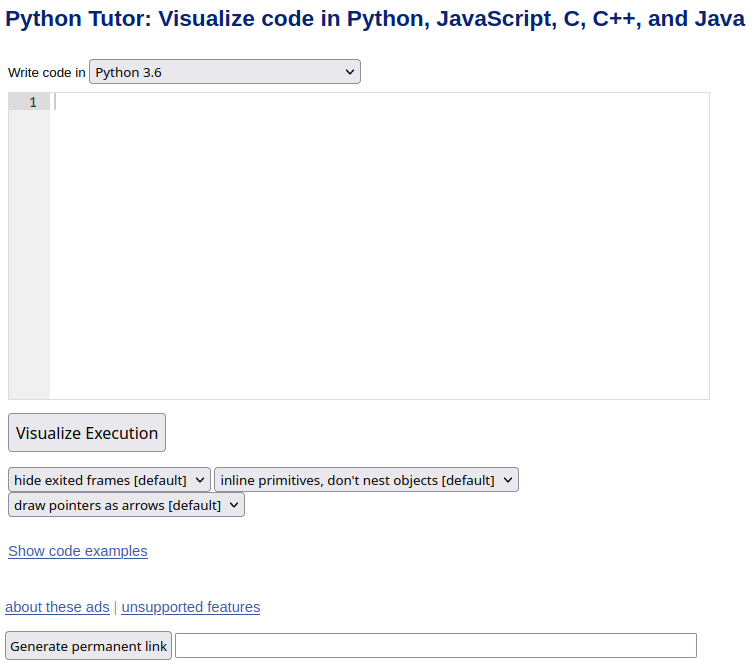 Python Tutor: Visualize code in Python, JavaScript, C, C++, and Java
Write code in Python 3.6
1
Visualize Execution
hide exited frames [default] inline primitives, don't nest objects [default]
draw pointers as arrows [default]
Show code examples
about these ads | unsupported features
Generate permanent link